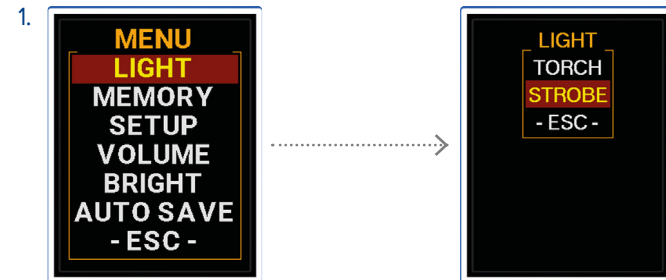 1.
MENU
LIGHT
MEMORY
SETUP
VOLUME
BRIGHT
AUTO SAVE
- ESC -
LIGHT
TORCH
STROBE
- ESC -